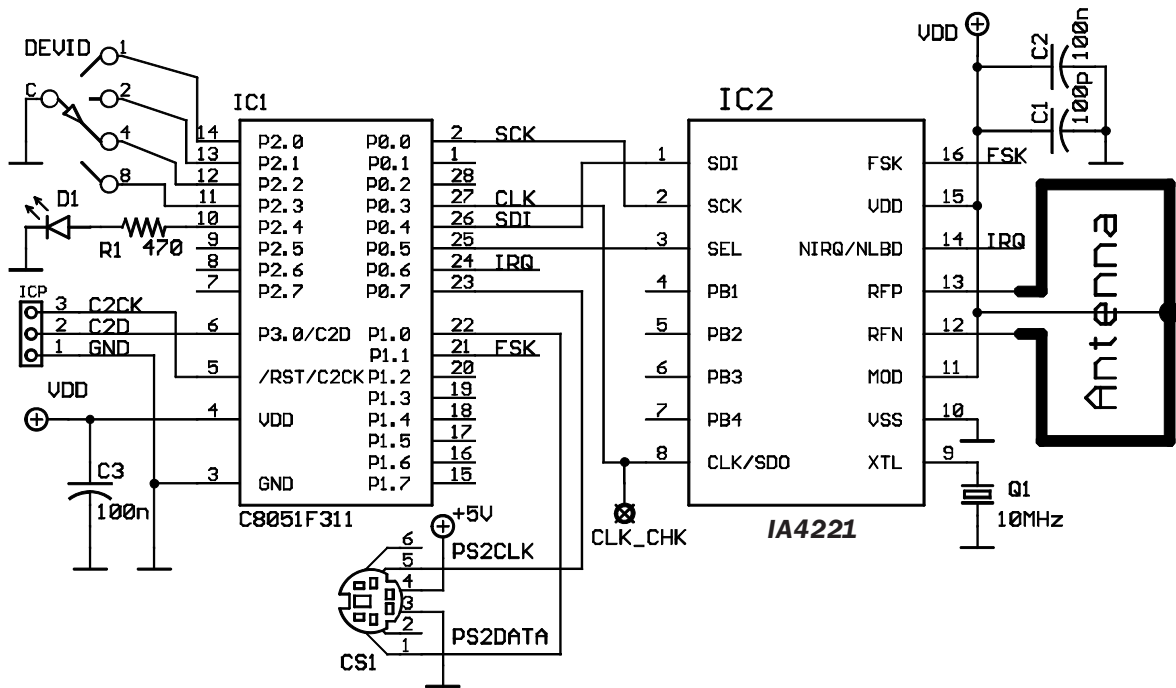 DEVID
1
C
2
4
8
D1
R1
470
IC1
14 P2.0 P0.0 2 SCK
13 P2.1 P0.1 1
12 P2.2 P0.2 28
11 P2.3 P0.3 27 CLK
10 P2.4 P0.4 26 SDI
9 P2.5 P0.5 25
8 P2.6 P0.6 24 IRQ
7 P2.7 P0.7 23
6 P3.0/C2D P1.0 22
P1.1 21 FSK
5 /RST/C2CK P1.2 20
P1.3 19
4 VDD P1.4 18
P1.5 17
P1.6 16
3 GND P1.7 15
C8051F311
ICP
3 C2CK
2 C2D
1 GND
VDD
C3
100n
+5V
6 PS2CLK
5
4
3
2 PS2DATA
1
CS1
CLK_CHK
IC2
1 SDI FSK 16 FSK
2 SCK VDD 15
3 SEL NIRQ/NLBD 14 IRQ
4 PB1 RFP 13
5 PB2 RFN 12
6 PB3 MOD 11
7 PB4 VSS 10
8 CLK/SDO XTL 9
IA4221
VDD
C2
100n
C1
100p
Antenna
Q1
10MHz